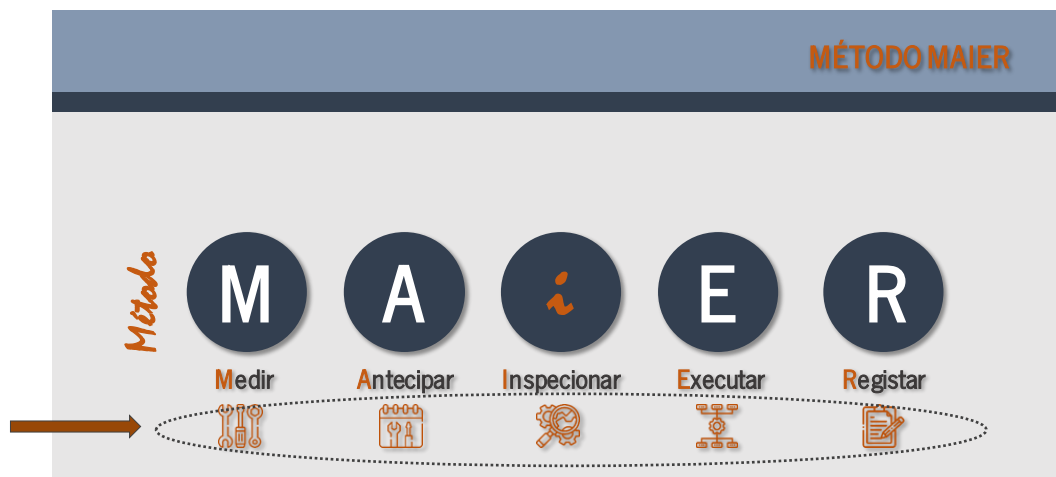 MÉTODO MAIER
Método
M A i E R
Medir Antecipar Inspecionar Executar Registar